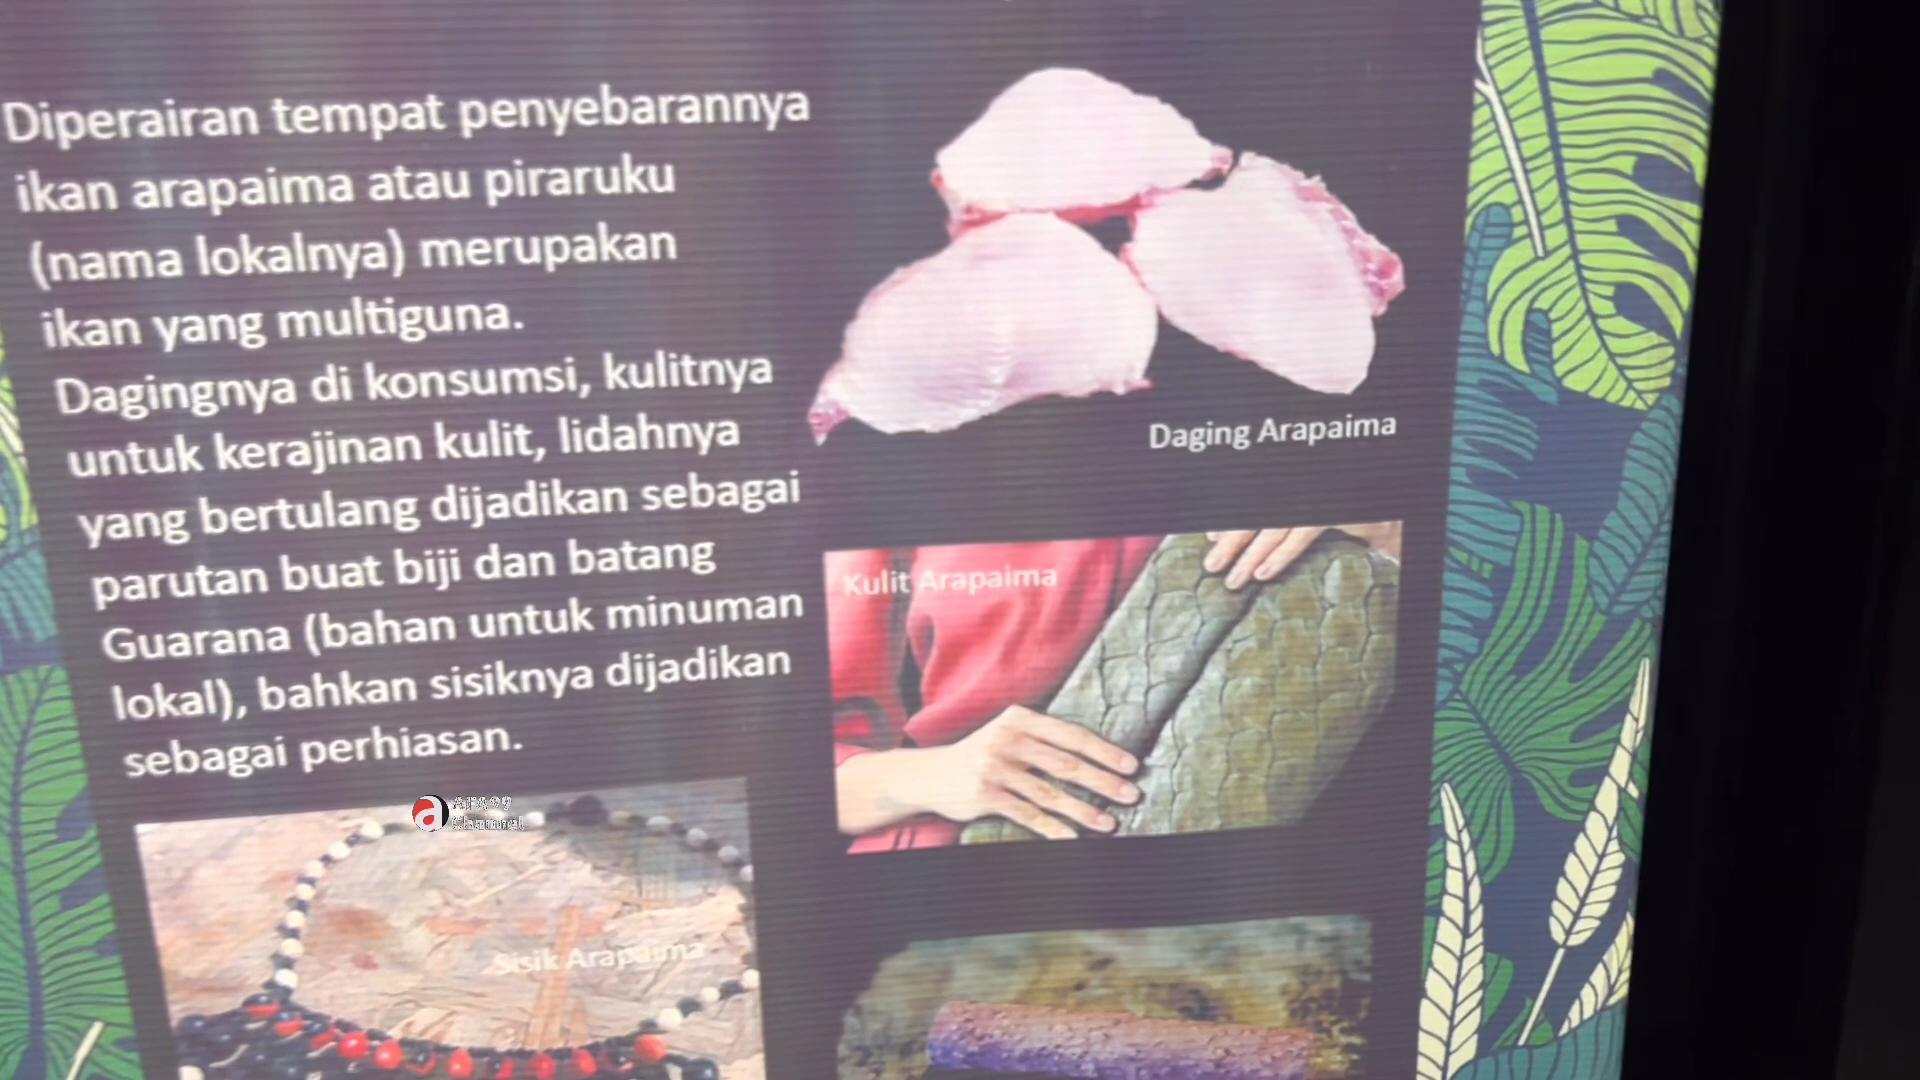 Diperairan tempat penyebarannya
ikan arapaima atau piraruku
(nama lokalnya) merupakan
ikan yang multiguna.
Dagingnya di konsumsi, kulitnya
untuk kerajinan kulit, lidahnya
yang bertulang dijadikan sebagai
parutan buat biji dan batang
Guarana (bahan untuk minuman
lokal), bahkan sisiknya dijadikan
sebagai perhiasan.
Daging Arapaima
Kulit Arapaima
Sisik Arapaima
Channel